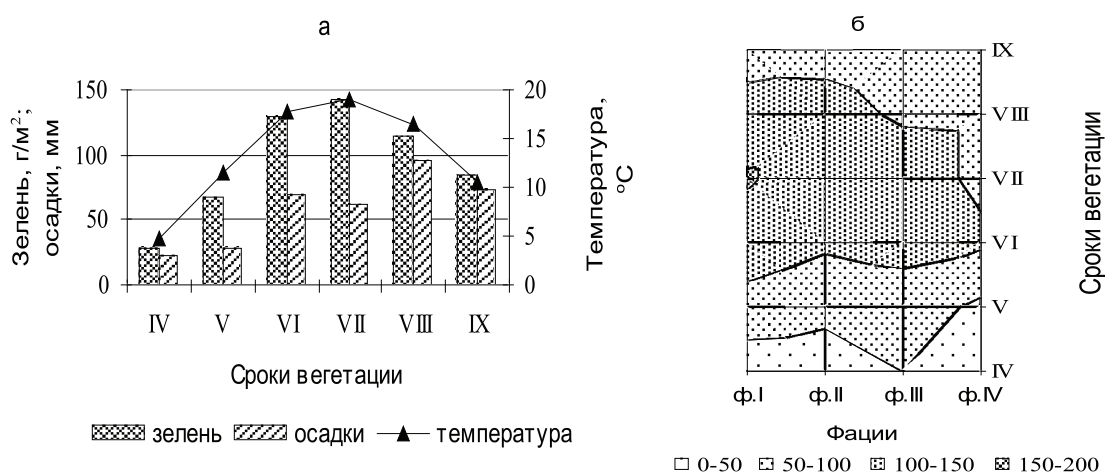 а
Зелень, г/м²;
осадки, мм
150
100
50
0
20
15
10
5
0
Температура,
°С
IV V VI VII VIII IX
Сроки вегетации
зелень осадки температура
б
IX
VIII
VII
VI
V
IV
Сроки вегетации
ф.I ф.II ф.III ф.IV
Фации
0-50 50-100 100-150 150-200